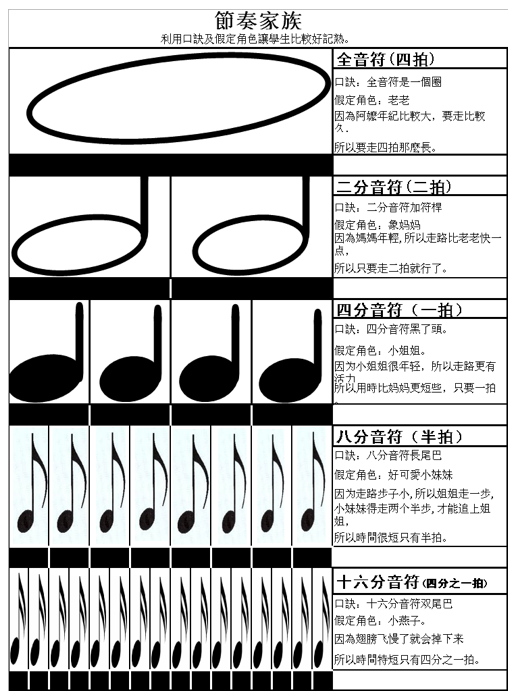 節奏家族
利用口訣及假定角色讓學生比較好記熟。
全音符(四拍)
口訣：全音符是一個圈
假定角色：老老
因為阿嬤年紀比較大，要走比較
久.
所以要走四拍那麼長。
二分音符(二拍)
口訣：二分音符加符桿
假定角色：象妈妈
因為媽媽年輕,所以走路比老老快一
点，
所以只要走二拍就行了。
四分音符（一拍）
口訣：四分音符黑了頭。
假定角色：小姐姐。
因为小姐姐很年轻，所以走路更有
活力
所以用時比妈妈更短些，只要一拍
八分音符（半拍）
口訣：八分音符長尾巴
假定角色：好可愛小妹妹
因为走路步子小,所以姐姐走一步,
小妹妹得走两个半步,才能追上姐
姐，
所以時間很短只有半拍。
十六分音符(四分之一拍)
口訣：十六分音符双尾巴
假定角色：小燕子。
因為翅膀飞慢了就会掉下来
所以時間特短只有四分之一拍。